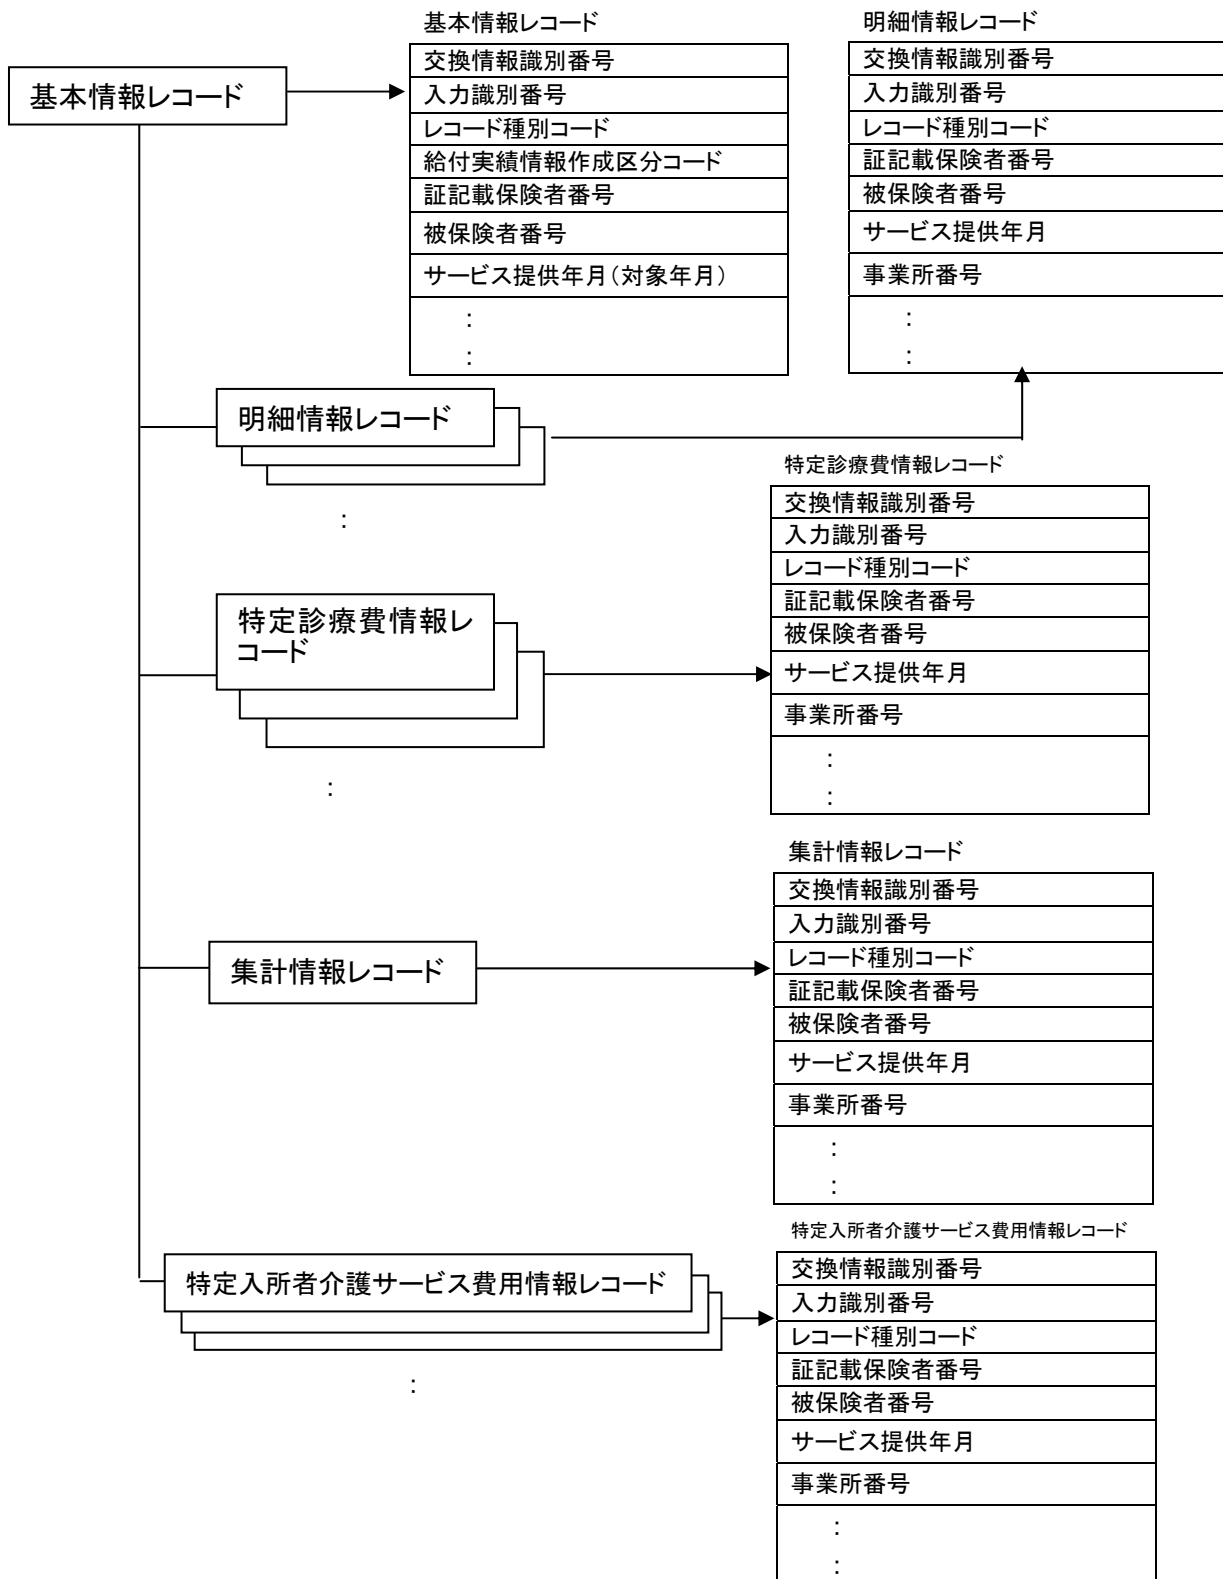 基本情報レコード
基本情報レコード
交換情報識別番号
入力識別番号
レコード種別コード
給付実績情報作成区分コード
証記載保険者番号
被保険者番号
サービス提供年月（対象年月）
：
：
明細情報レコード
交換情報識別番号
入力識別番号
レコード種別コード
証記載保険者番号
被保険者番号
サービス提供年月
事業所番号
：
：
明細情報レコード
：
特定診療費情報レコード
交換情報識別番号
入力識別番号
レコード種別コード
証記載保険者番号
被保険者番号
サービス提供年月
事業所番号
：
：
特定診療費情報レ
コード
：
集計情報レコード
集計情報レコード
交換情報識別番号
入力識別番号
レコード種別コード
証記載保険者番号
被保険者番号
サービス提供年月
事業所番号
：
：
特定入所者介護サービス費用情報レコード
：
特定入所者介護サービス費用情報レコード
交換情報識別番号
入力識別番号
レコード種別コード
証記載保険者番号
被保険者番号
サービス提供年月
事業所番号
：
：